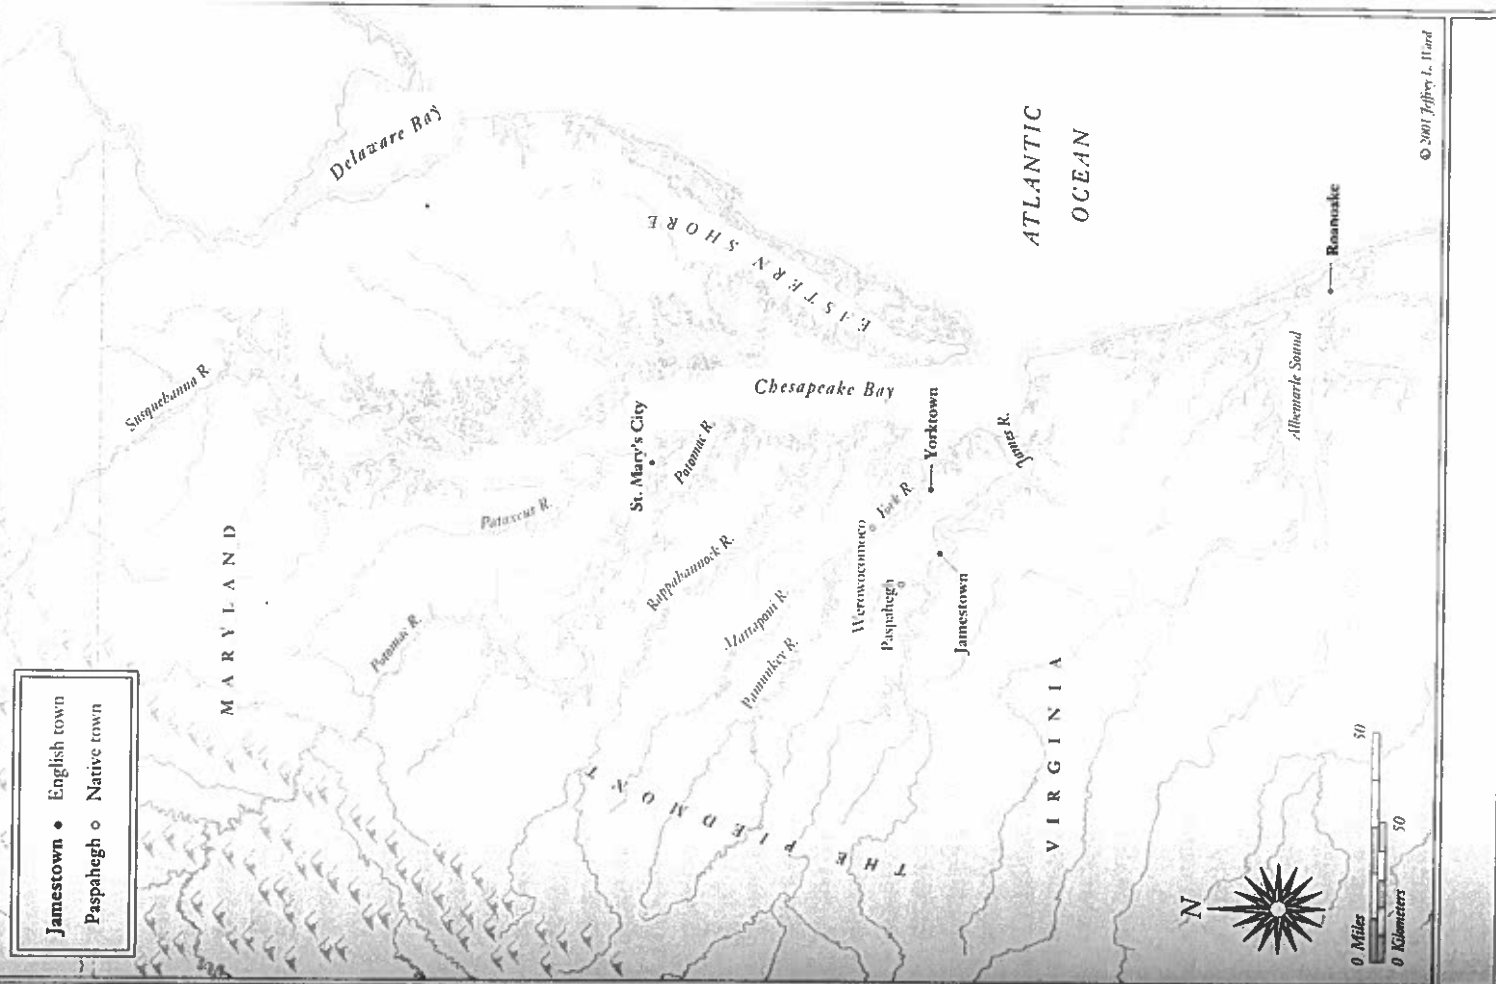 Jamestown • English town
Paspahegh ○ Native town
MARYLAND
Susquehanna R.
Delaware Bay
Potomac R.
Patuxent R.
St. Mary's City
Potomac R.
EASTERN SHORE
Chesapeake Bay
Rappahannock R.
Mattaponi R.
Pamunkey R.
THE PIEDMONT
Werowocomoco
Paspahegh
York R.
Yorktown
Jamestown
James R.
VIRGINIA
ATLANTIC
OCEAN
Albemarle Sound
Roanoake
N
0 Miles 50
0 Kilometers 50
© 2001 Jeffrey L. Ward